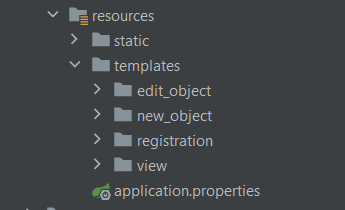 resources
static
templates
edit_object
new_object
registration
view
application.properties